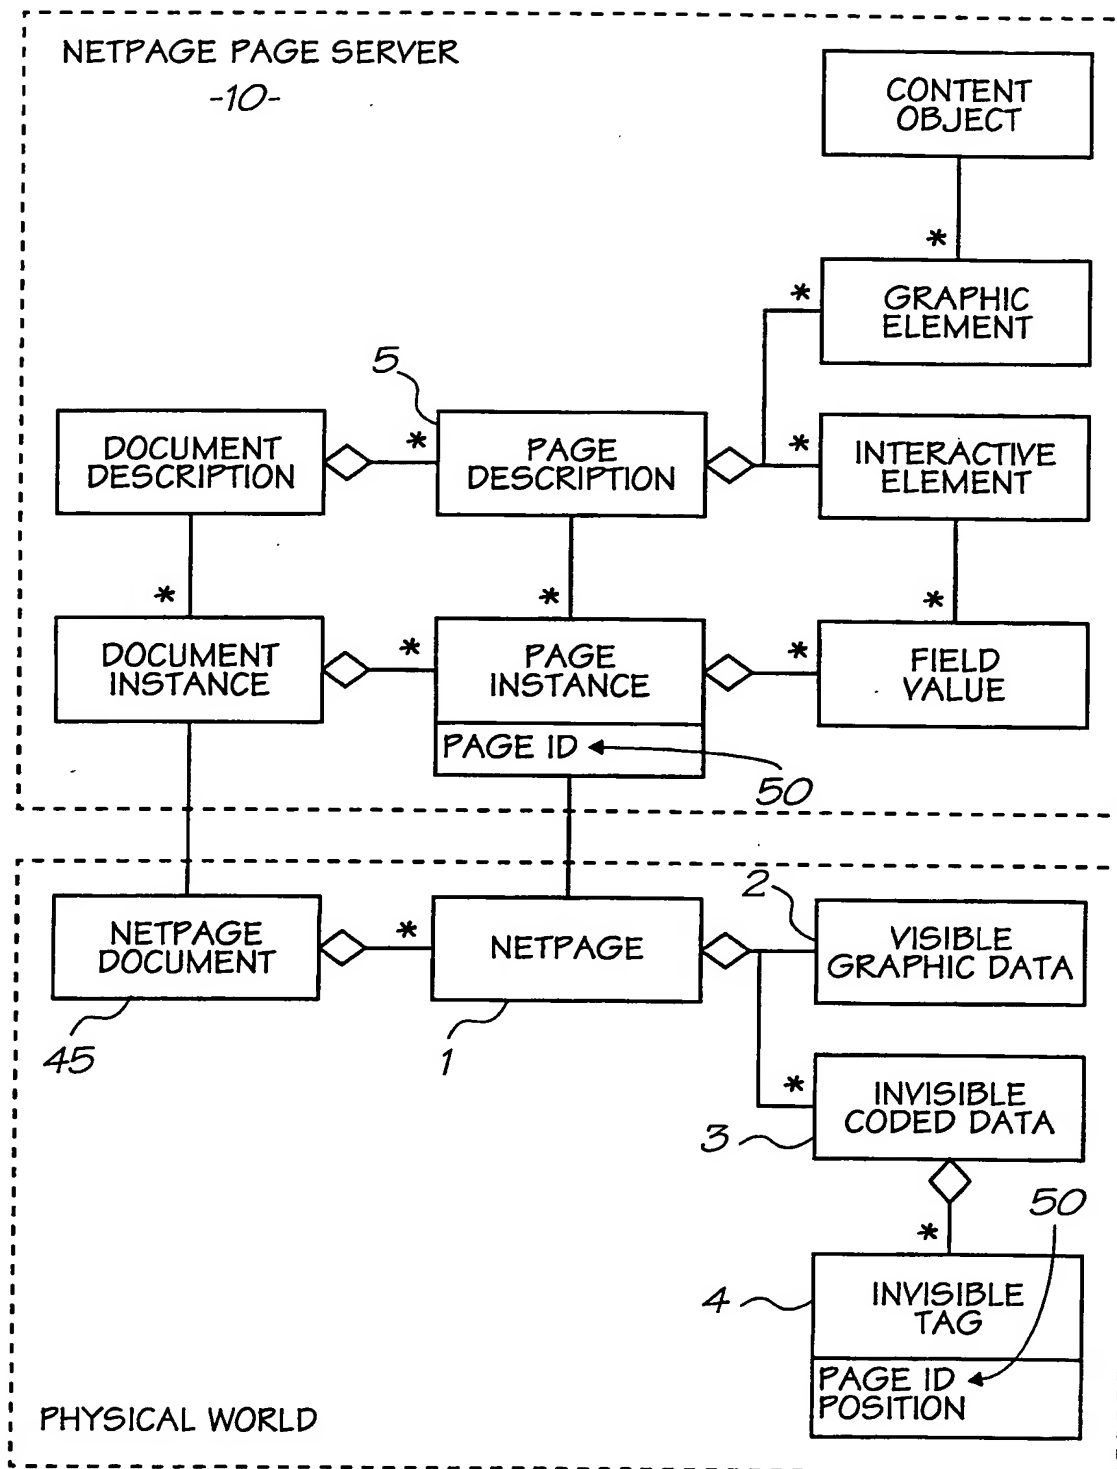 NETPAGE PAGE SERVER
-10-
CONTENT
OBJECT
*
GRAPHIC
ELEMENT
*
5
DOCUMENT
DESCRIPTION
*
PAGE
DESCRIPTION
*
INTERACTIVE
ELEMENT
*
*
*
DOCUMENT
INSTANCE
*
PAGE
INSTANCE
*
FIELD
VALUE
PAGE ID
50
NETPAGE
DOCUMENT
45
*
NETPAGE
1
2
VISIBLE
GRAPHIC DATA
*
3
INVISIBLE
CODED DATA
*
50
4
INVISIBLE
TAG
PAGE ID
POSITION
PHYSICAL WORLD